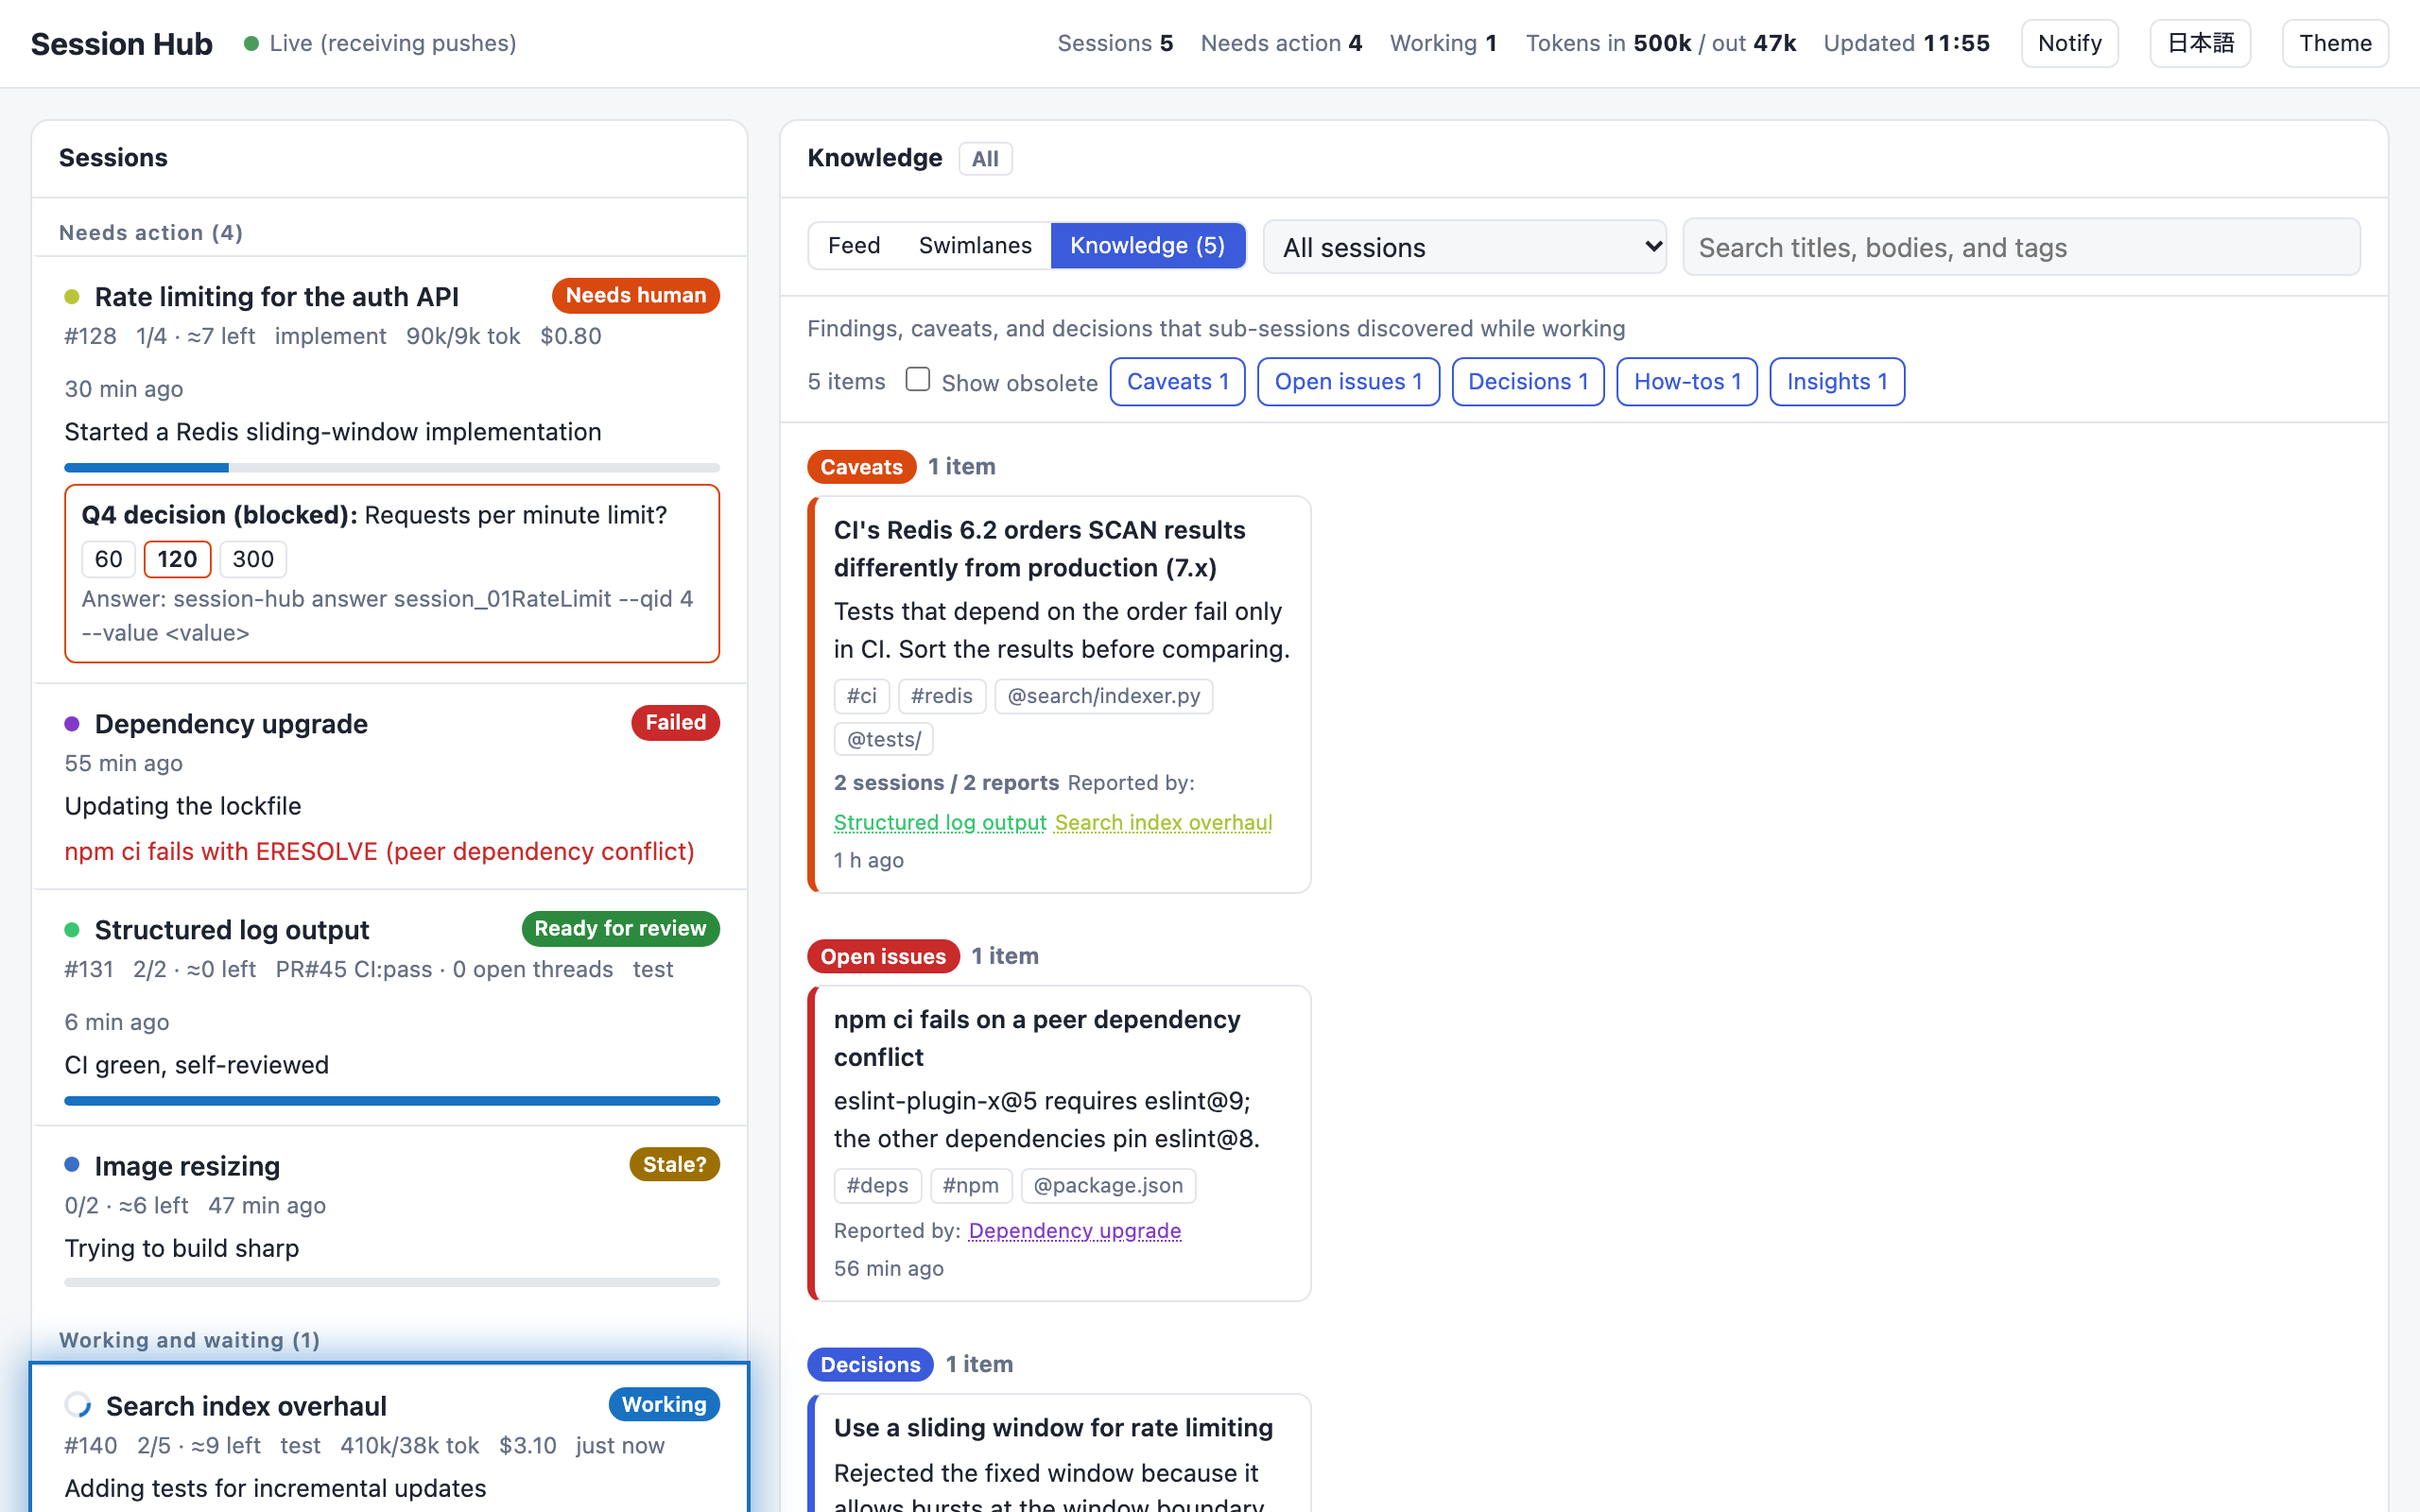 Session Hub
Live (receiving pushes)
Sessions 5 Needs action 4 Working 1 Tokens in 500k / out 47k Updated 11:55
Notify
日本語
Theme
Sessions
Needs action (4)
Rate limiting for the auth API
Needs human
#128 1/4 · ≈7 left implement 90k/9k tok $0.80
30 min ago
Started a Redis sliding-window implementation
Q4 decision (blocked): Requests per minute limit?
60 120 300
Answer: session-hub answer session_01RateLimit --qid 4
--value <value>
Dependency upgrade
Failed
55 min ago
Updating the lockfile
npm ci fails with ERESOLVE (peer dependency conflict)
Structured log output
Ready for review
#131 2/2 · ≈0 left PR#45 CI:pass · 0 open threads test
6 min ago
CI green, self-reviewed
Image resizing
Stale?
0/2 · ≈6 left 47 min ago
Trying to build sharp
Working and waiting (1)
Search index overhaul
Working
#140 2/5 · ≈9 left test 410k/38k tok $3.10 just now
Adding tests for incremental updates
Knowledge All
Feed Swimlanes Knowledge (5)
All sessions
Search titles, bodies, and tags
Findings, caveats, and decisions that sub-sessions discovered while working
5 items Show obsolete Caveats 1 Open issues 1 Decisions 1 How-tos 1 Insights 1
Caveats 1 item
CI's Redis 6.2 orders SCAN results
differently from production (7.x)
Tests that depend on the order fail only
in CI. Sort the results before comparing.
#ci #redis @search/indexer.py
@tests/
2 sessions / 2 reports Reported by:
Structured log output Search index overhaul
1 h ago
Open issues 1 item
npm ci fails on a peer dependency
conflict
eslint-plugin-x@5 requires eslint@9;
the other dependencies pin eslint@8.
#deps #npm @package.json
Reported by: Dependency upgrade
56 min ago
Decisions 1 item
Use a sliding window for rate limiting
Rejected the fixed window because it
allows bursts at the window boundary